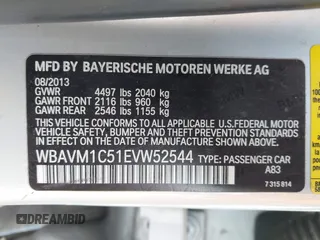 MFD BY BAYERISCHE MOTOREN WERKE AG
08/2013
GVWR 4497 lbs 2040 kg
GAWR FRONT 2116 lbs 960 kg
GAWR REAR 2546 lbs 1155 kg
THIS VEHICLE CONFORMS TO ALL APPLICABLE U.S. FEDERAL MOTOR
VEHICLE SAFETY, BUMPER, AND THEFT PREVENTION STANDARDS IN
EFFECT ON THE DATE OF MANUFACTURE SHOWN ABOVE.
WBAVM1C51EVW52544 TYPE: PASSENGER CAR
A83
7 315 814